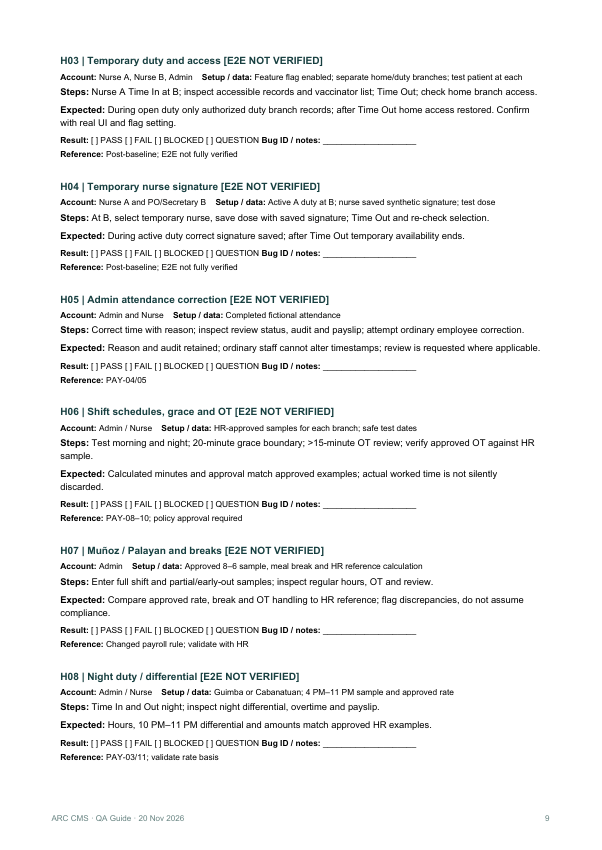 H03 | Temporary duty and access [E2E NOT VERIFIED]
Account: Nurse A, Nurse B, Admin Setup / data: Feature flag enabled; separate home/duty branches; test patient at each
Steps: Nurse A Time In at B; inspect accessible records and vaccinator list; Time Out; check home branch access.
Expected: During open duty only authorized duty branch records; after Time Out home access restored. Confirm
with real UI and flag setting.
Result: [ ] PASS [ ] FAIL [ ] BLOCKED [ ] QUESTION Bug ID / notes: ____________________
Reference: Post-baseline; E2E not fully verified
H04 | Temporary nurse signature [E2E NOT VERIFIED]
Account: Nurse A and PO/Secretary B Setup / data: Active A duty at B; nurse saved synthetic signature; test dose
Steps: At B, select temporary nurse, save dose with saved signature; Time Out and re-check selection.
Expected: During active duty correct signature saved; after Time Out temporary availability ends.
Result: [ ] PASS [ ] FAIL [ ] BLOCKED [ ] QUESTION Bug ID / notes: ____________________
Reference: Post-baseline; E2E not fully verified
H05 | Admin attendance correction [E2E NOT VERIFIED]
Account: Admin and Nurse Setup / data: Completed fictional attendance
Steps: Correct time with reason; inspect review status, audit and payslip; attempt ordinary employee correction.
Expected: Reason and audit retained; ordinary staff cannot alter timestamps; review is requested where applicable.
Result: [ ] PASS [ ] FAIL [ ] BLOCKED [ ] QUESTION Bug ID / notes: ____________________
Reference: PAY-04/05
H06 | Shift schedules, grace and OT [E2E NOT VERIFIED]
Account: Admin / Nurse Setup / data: HR-approved samples for each branch; safe test dates
Steps: Test morning and night; 20-minute grace boundary; >15-minute OT review; verify approved OT against HR
sample.
Expected: Calculated minutes and approval match approved examples; actual worked time is not silently
discarded.
Result: [ ] PASS [ ] FAIL [ ] BLOCKED [ ] QUESTION Bug ID / notes: ____________________
Reference: PAY-08–10; policy approval required
H07 | Muñoz / Palayan and breaks [E2E NOT VERIFIED]
Account: Admin Setup / data: Approved 8–6 sample, meal break and HR reference calculation
Steps: Enter full shift and partial/early-out samples; inspect regular hours, OT and review.
Expected: Compare approved rate, break and OT handling to HR reference; flag discrepancies, do not assume
compliance.
Result: [ ] PASS [ ] FAIL [ ] BLOCKED [ ] QUESTION Bug ID / notes: ____________________
Reference: Changed payroll rule; validate with HR
H08 | Night duty / differential [E2E NOT VERIFIED]
Account: Admin / Nurse Setup / data: Guimba or Cabanatuan; 4 PM–11 PM sample and approved rate
Steps: Time In and Out night; inspect night differential, overtime and payslip.
Expected: Hours, 10 PM–11 PM differential and amounts match approved HR examples.
Result: [ ] PASS [ ] FAIL [ ] BLOCKED [ ] QUESTION Bug ID / notes: ____________________
Reference: PAY-03/11; validate rate basis
ARC CMS · QA Guide · 20 Nov 2026
9